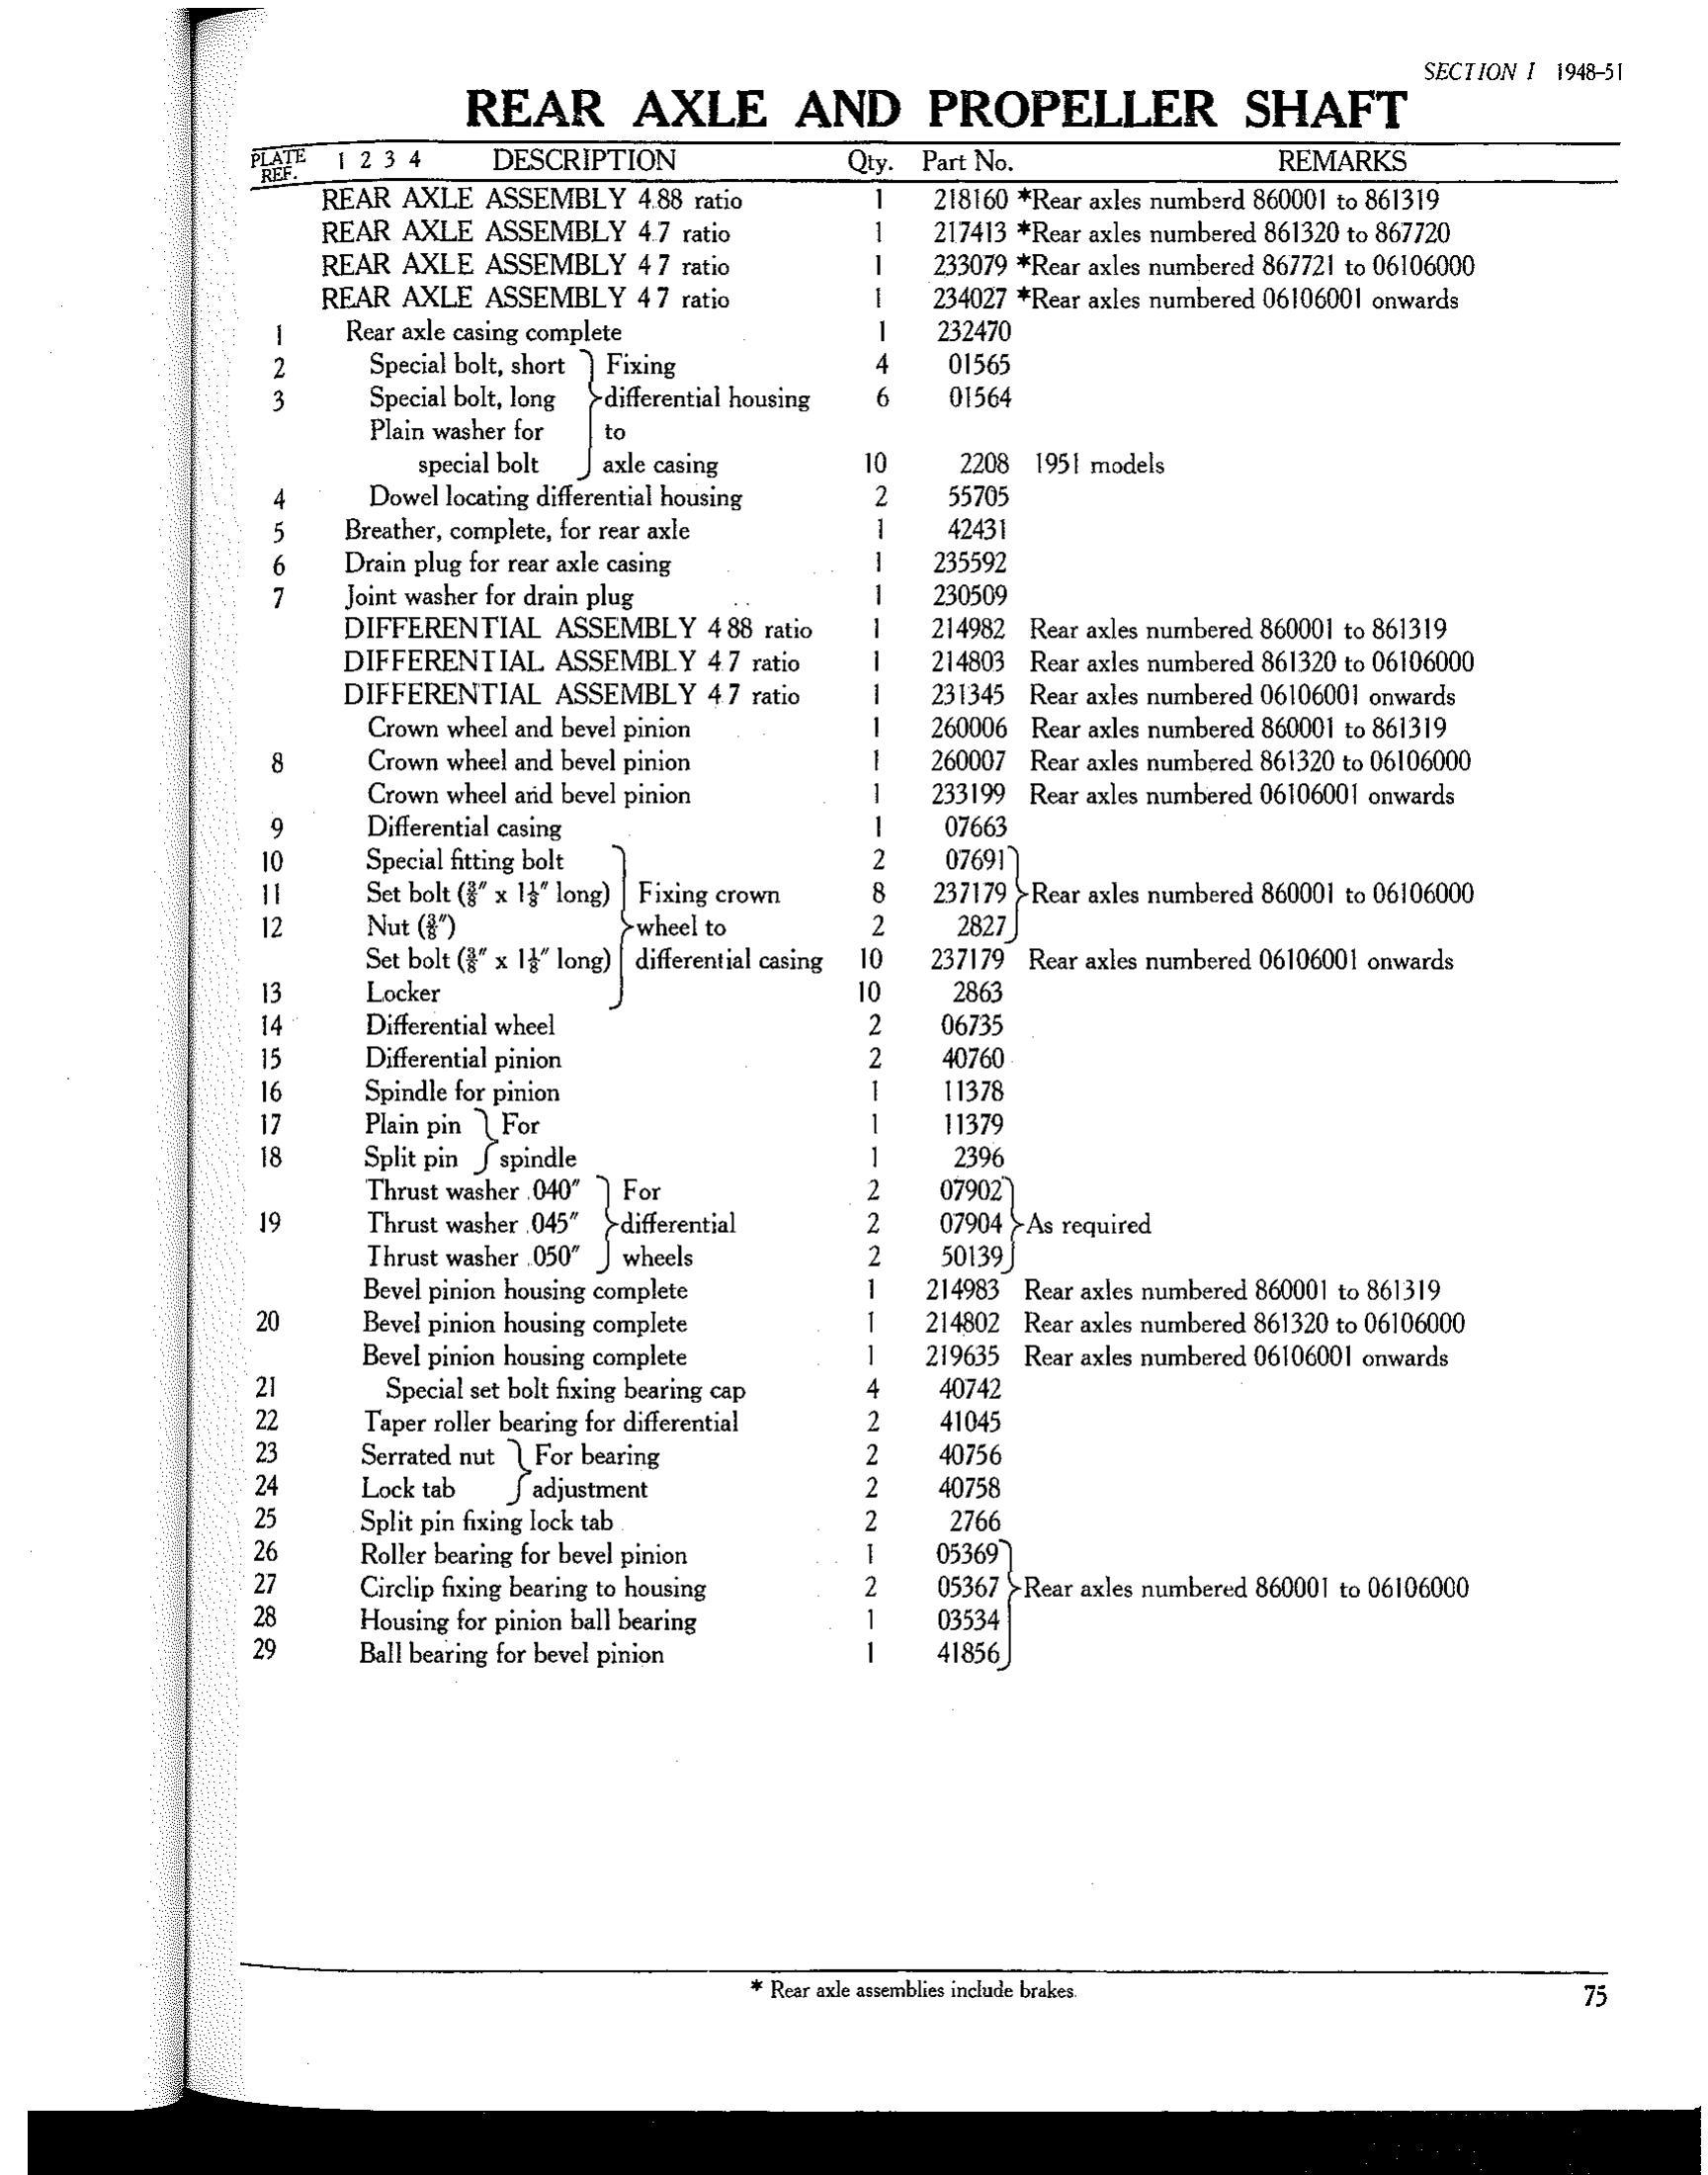 SECTION I 1948-51
REAR AXLE AND PROPELLER SHAFT
PLATE REF. 1 2 3 4 DESCRIPTION Qty. Part No. REMARKS
REAR AXLE ASSEMBLY 4.88 ratio 1 218160 *Rear axles numberd 860001 to 861319
REAR AXLE ASSEMBLY 4.7 ratio 1 217413 *Rear axles numbered 861320 to 867720
REAR AXLE ASSEMBLY 4 7 ratio 1 233079 *Rear axles numbered 867721 to 06106000
REAR AXLE ASSEMBLY 4 7 ratio 1 234027 *Rear axles numbered 06106001 onwards
1 Rear axle casing complete 1 232470
2 Special bolt, short } Fixing 4 01565
3 Special bolt, long } differential housing 6 01564
Plain washer for } to
special bolt } axle casing 10 2208 1951 models
4 Dowel locating differential housing 2 55705
5 Breather, complete, for rear axle 1 42431
6 Drain plug for rear axle casing 1 235592
7 Joint washer for drain plug 1 230509
DIFFERENTIAL ASSEMBLY 4 88 ratio 1 214982 Rear axles numbered 860001 to 861319
DIFFERENTIAL ASSEMBLY 4.7 ratio 1 214803 Rear axles numbered 861320 to 06106000
DIFFERENTIAL ASSEMBLY 4.7 ratio 1 231345 Rear axles numbered 06106001 onwards
Crown wheel and bevel pinion 1 260006 Rear axles numbered 860001 to 861319
8 Crown wheel and bevel pinion 1 260007 Rear axles numbered 861320 to 06106000
Crown wheel and bevel pinion 1 233199 Rear axles numbered 06106001 onwards
9 Differential casing 1 07663
10 Special fitting bolt } 2 07691 }
11 Set bolt (⅜″ x 1⅛″ long) } Fixing crown 8 237179 } Rear axles numbered 860001 to 06106000
12 Nut (⅜″) } wheel to 2 2827 }
Set bolt (⅜″ x 1⅛″ long) } differential casing 10 237179 Rear axles numbered 06106001 onwards
13 Locker } 10 2863
14 Differential wheel 2 06735
15 Differential pinion 2 40760
16 Spindle for pinion 1 11378
17 Plain pin } For 1 11379
18 Split pin } spindle 1 2396
Thrust washer .040″ } For 2 07902 }
19 Thrust washer .045″ } differential 2 07904 } As required
Thrust washer .050″ } wheels 2 50139 }
Bevel pinion housing complete 1 214983 Rear axles numbered 860001 to 861319
20 Bevel pinion housing complete 1 214802 Rear axles numbered 861320 to 06106000
Bevel pinion housing complete 1 219635 Rear axles numbered 06106001 onwards
21 Special set bolt fixing bearing cap 4 40742
22 Taper roller bearing for differential 2 41045
23 Serrated nut } For bearing 2 40756
24 Lock tab } adjustment 2 40758
25 Split pin fixing lock tab 2 2766
26 Roller bearing for bevel pinion 1 05369 }
27 Circlip fixing bearing to housing 2 05367 } Rear axles numbered 860001 to 06106000
28 Housing for pinion ball bearing 1 03534 }
29 Ball bearing for bevel pinion 1 41856 }
* Rear axle assemblies include brakes.
75